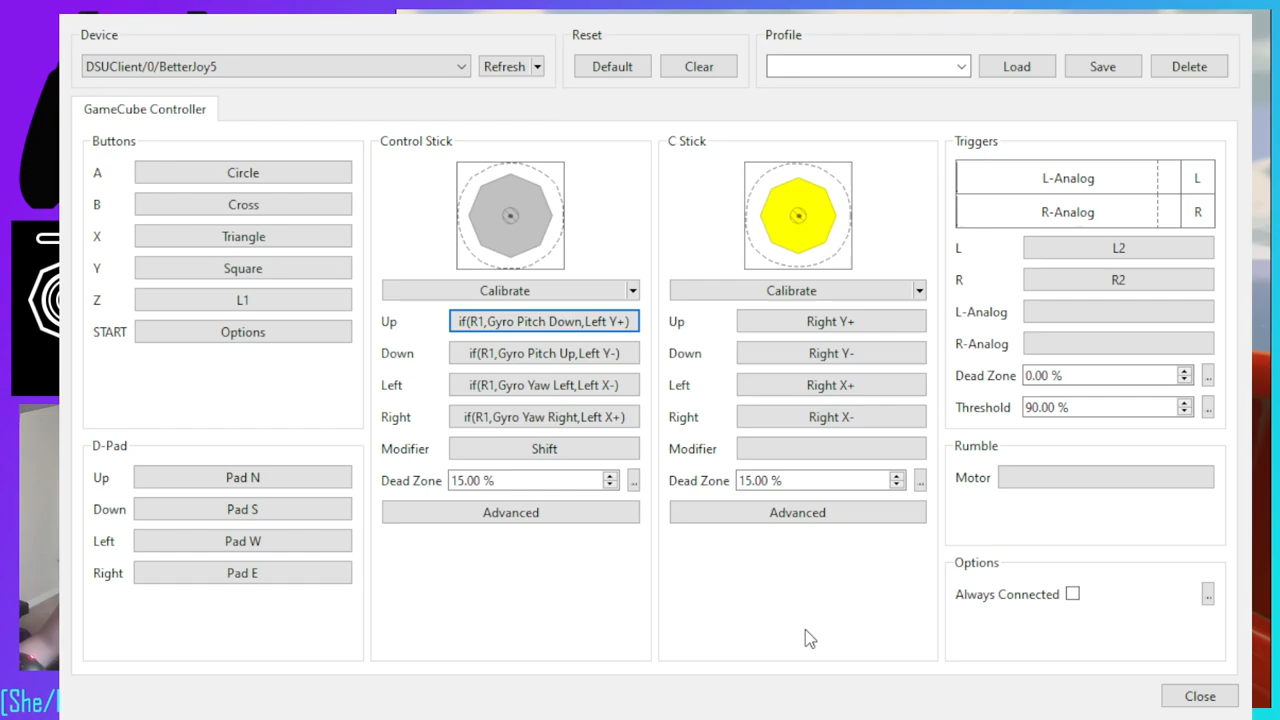 Device
DSUClient/0/BetterJoy5
Refresh
Reset
Default
Clear
Profile
Load
Save
Delete
GameCube Controller
Buttons
A Circle
B Cross
X Triangle
Y Square
Z L1
START Options
D-Pad
Up Pad N
Down Pad S
Left Pad W
Right Pad E
Control Stick
Calibrate
Up if(R1,Gyro Pitch Down,Left Y+)
Down if(R1,Gyro Pitch Up,Left Y-)
Left if(R1,Gyro Yaw Left,Left X-)
Right if(R1,Gyro Yaw Right,Left X+)
Modifier Shift
Dead Zone 15.00 % ..
Advanced
C Stick
Calibrate
Up Right Y+
Down Right Y-
Left Right X+
Right Right X-
Modifier
Dead Zone 15.00 % ..
Advanced
Triggers
L-Analog L
R-Analog R
L L2
R R2
L-Analog
R-Analog
Dead Zone 0.00 % ..
Threshold 90.00 % ..
Rumble
Motor
Options
Always Connected ..
Close
[She/